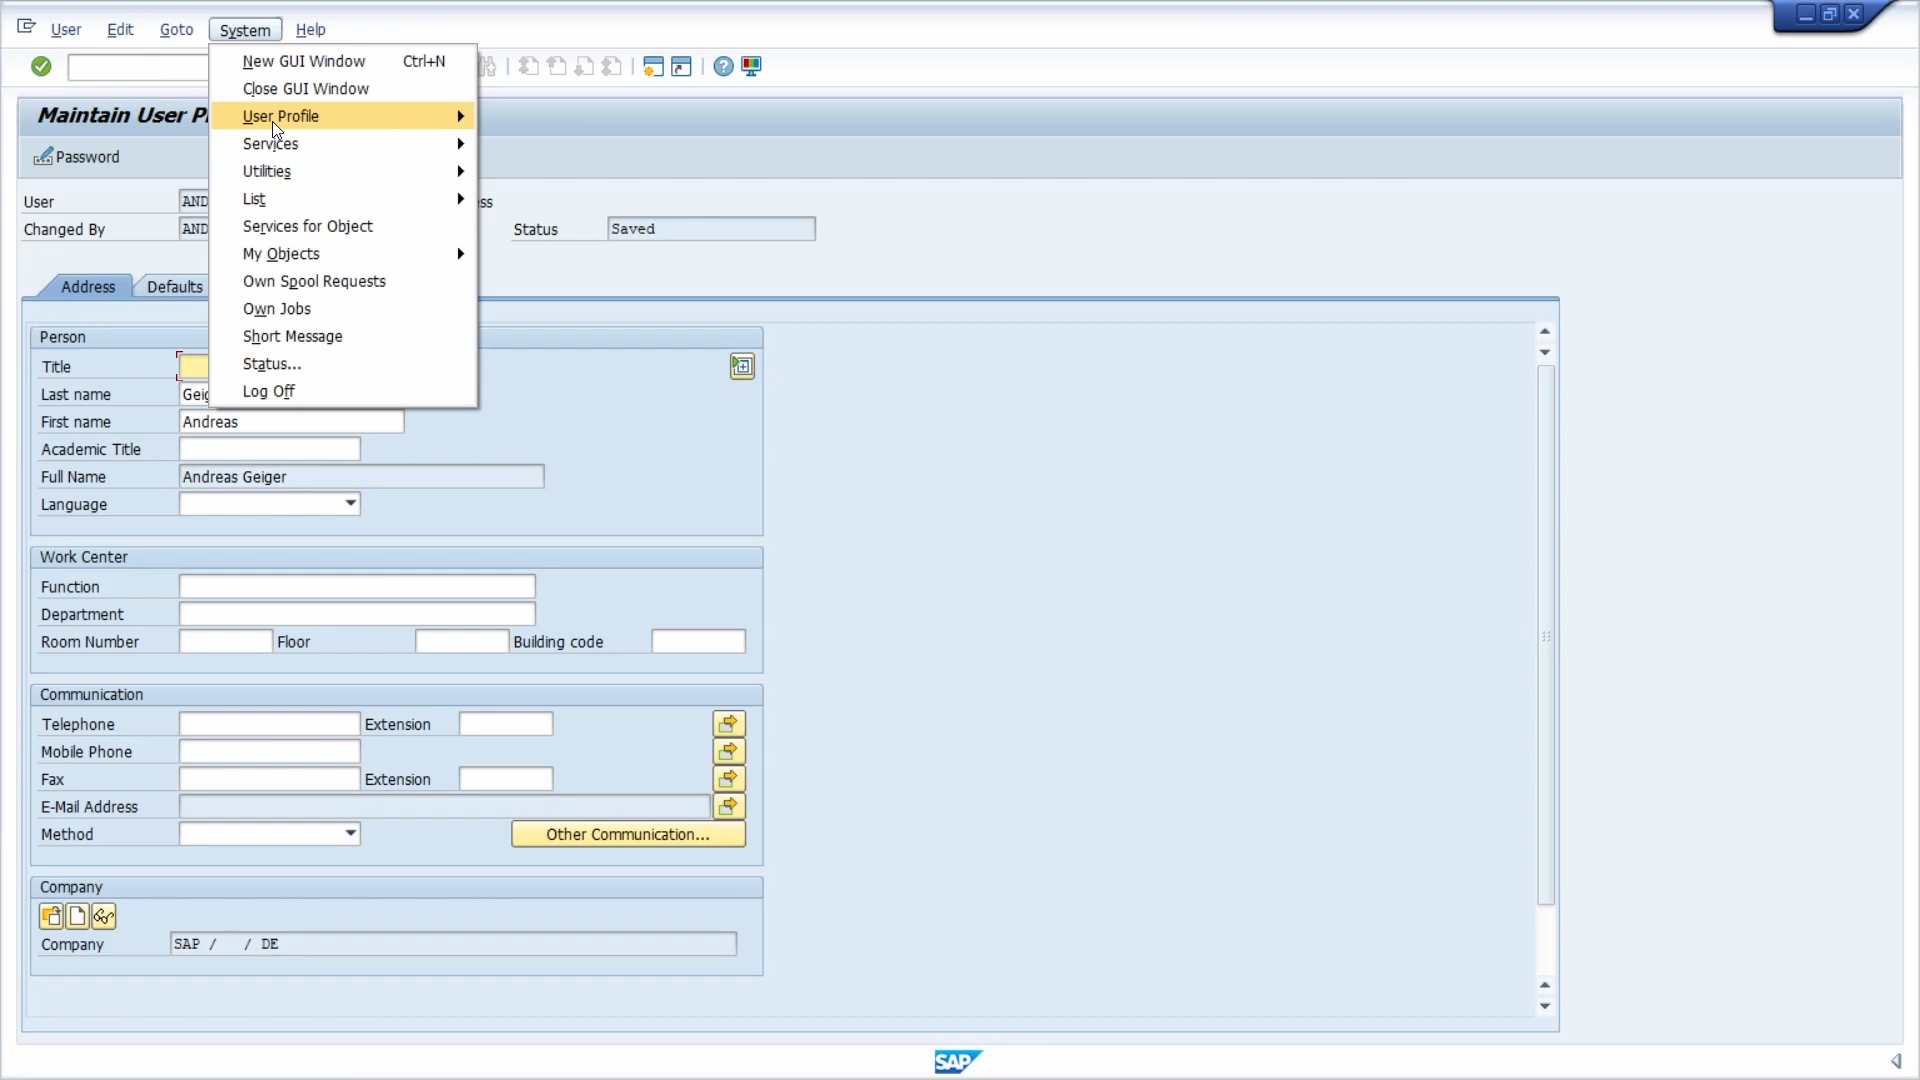 User Edit Goto System Help
New GUI Window Ctrl+N
Close GUI Window
User Profile
Services
Utilities
List
Services for Object
My Objects
Own Spool Requests
Own Jobs
Short Message
Status...
Log Off
Maintain User P
Password
User AND ss
Changed By AND Status Saved
Address Defaults
Person
Title
Last name Geig
First name Andreas
Academic Title
Full Name Andreas Geiger
Language
Work Center
Function
Department
Room Number Floor Building code
Communication
Telephone Extension
Mobile Phone
Fax Extension
E-Mail Address
Method Other Communication...
Company
Company SAP / / DE
SAP